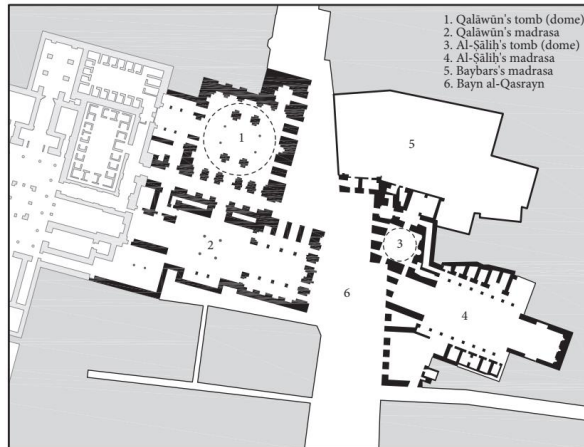 1. Qalāwūn's tomb (dome)
2. Qalāwūn's madrasa
3. Al-Ṣāliḥ's tomb (dome)
4. Al-Ṣāliḥ's madrasa
5. Baybars's madrasa
6. Bayn al-Qasrayn
1
5
2
3
6
4